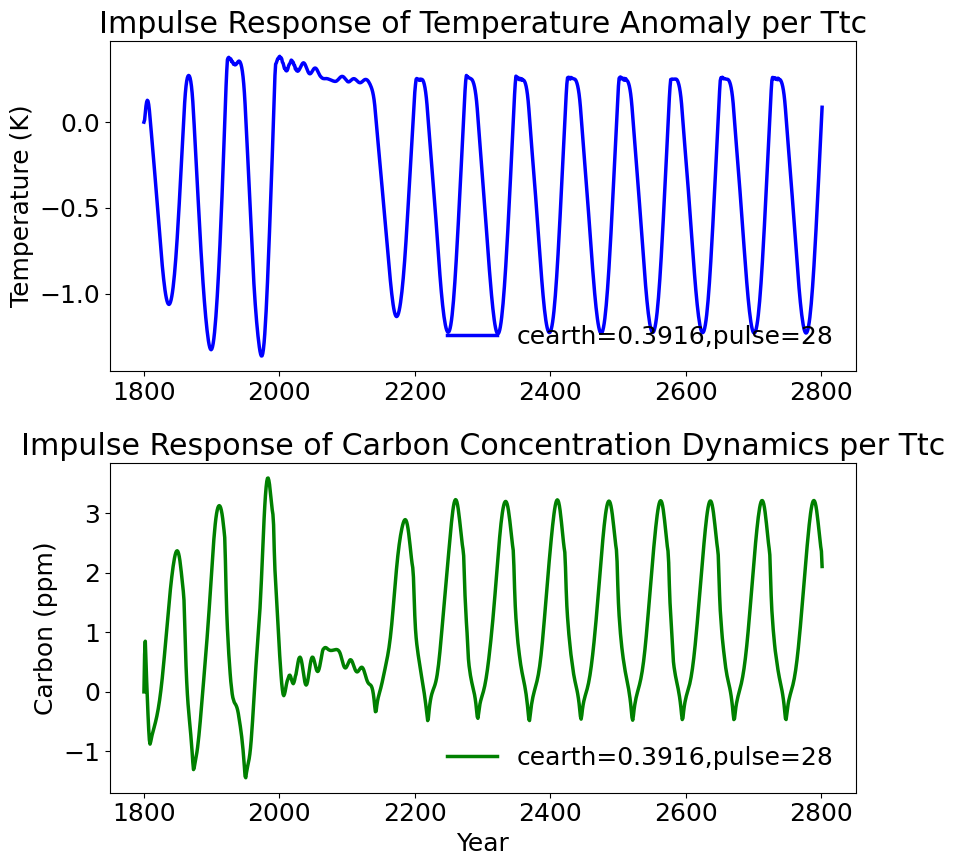 Impulse Response of Temperature Anomaly per Ttc
Temperature (K)
0.0
−0.5
−1.0
cearth=0.3916,pulse=28
1800 2000 2200 2400 2600 2800
Impulse Response of Carbon Concentration Dynamics per Ttc
Carbon (ppm)
3
2
1
0
−1
cearth=0.3916,pulse=28
1800 2000 2200 2400 2600 2800
Year